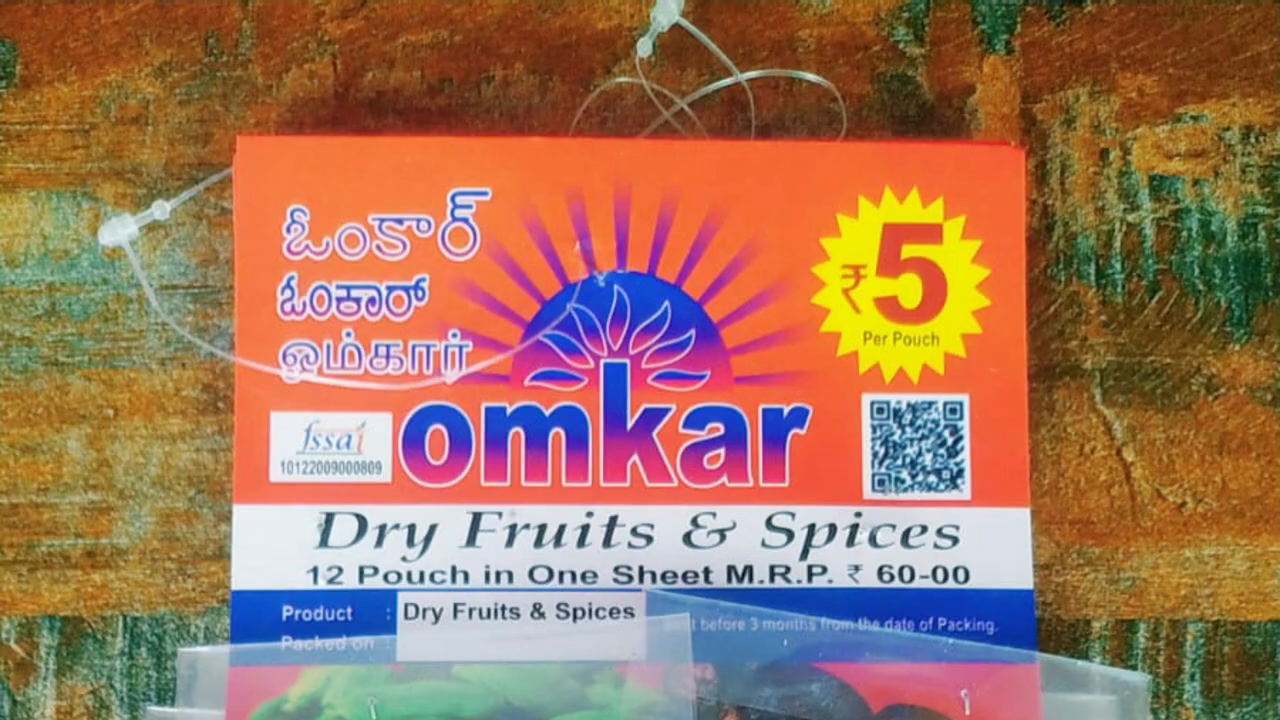 ఓంకార్
ಓಂಕಾರ್
ஓம்கார்
₹5
Per Pouch
fssai
10122009000809
omkar
Dry Fruits & Spices
12 Pouch in One Sheet M.R.P. ₹ 60-00
Product : Dry Fruits & Spices
before 3 months from the date of Packing.
Packed on :